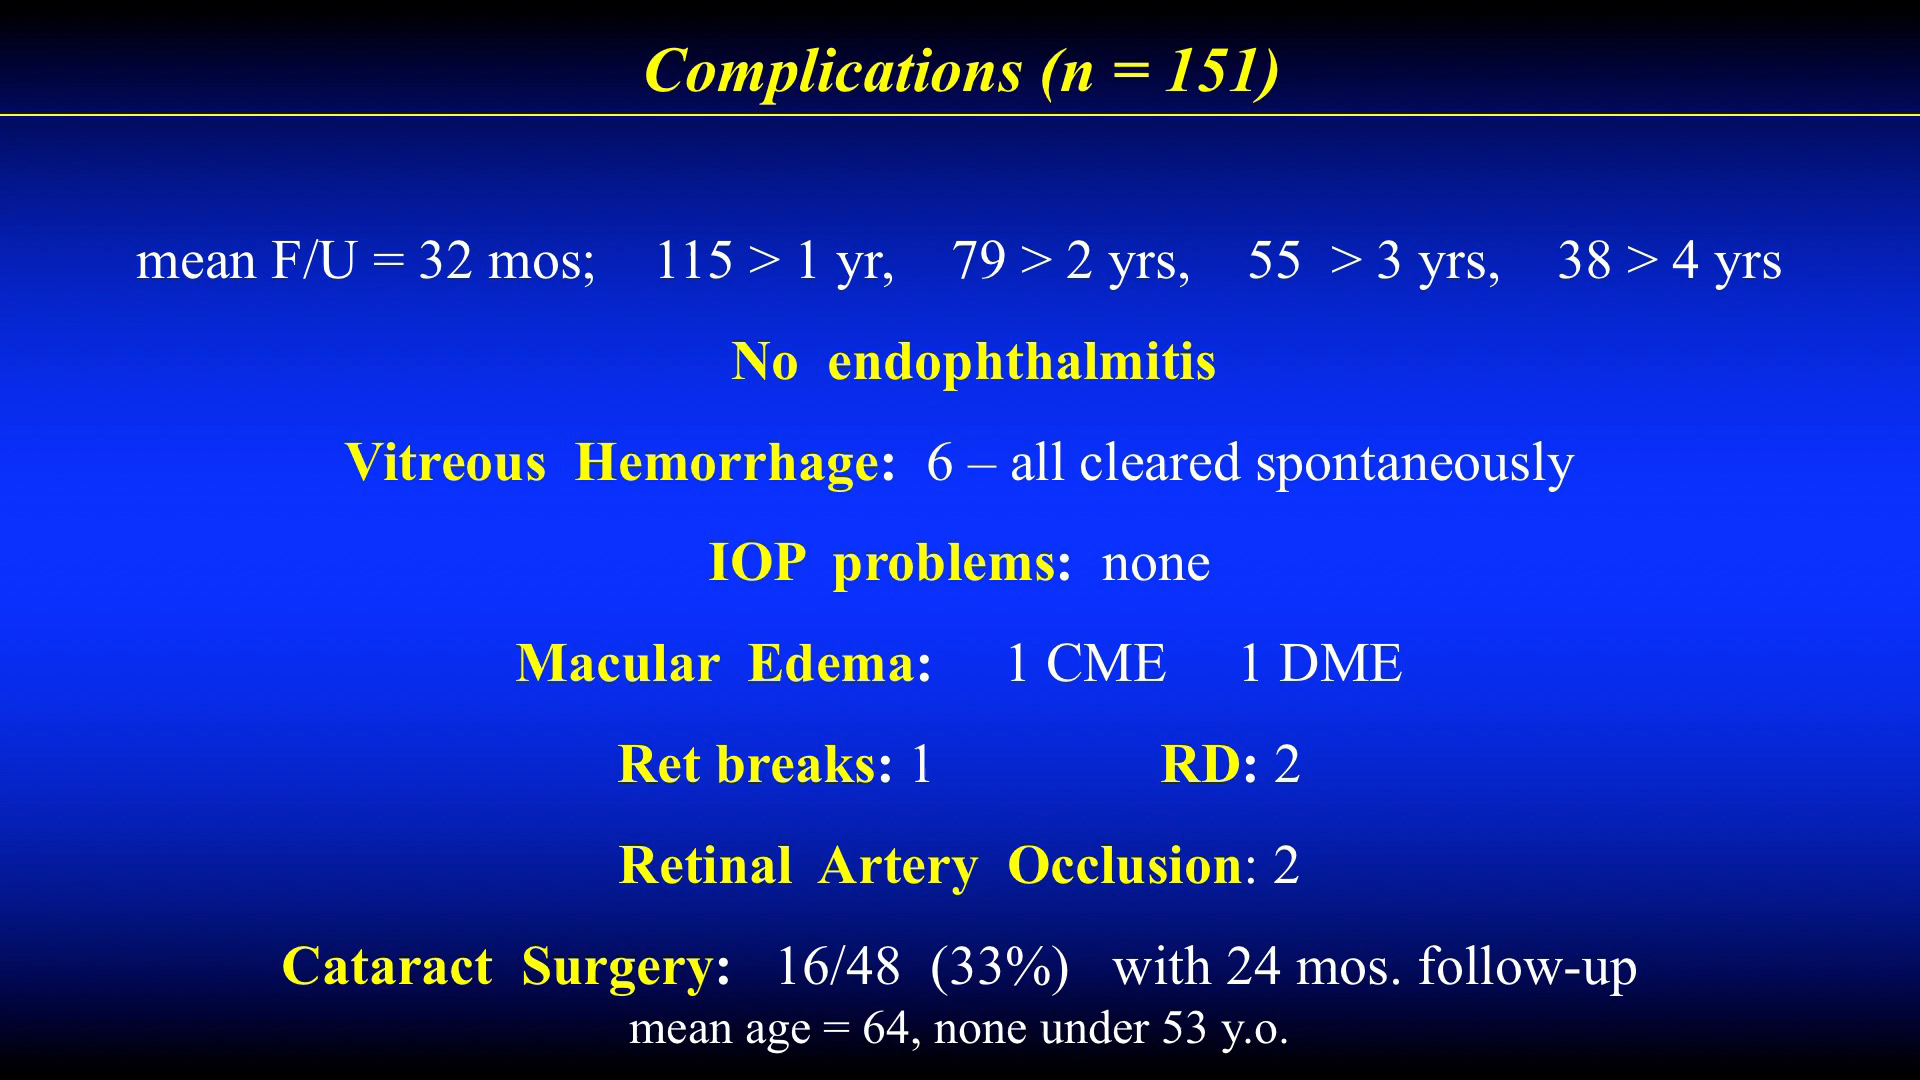 Complications (n = 151)
mean F/U = 32 mos; 115 > 1 yr, 79 > 2 yrs, 55 > 3 yrs, 38 > 4 yrs
No endophthalmitis
Vitreous Hemorrhage: 6 – all cleared spontaneously
IOP problems: none
Macular Edema: 1 CME 1 DME
Ret breaks: 1 RD: 2
Retinal Artery Occlusion: 2
Cataract Surgery: 16/48 (33%) with 24 mos. follow-up
mean age = 64, none under 53 y.o.